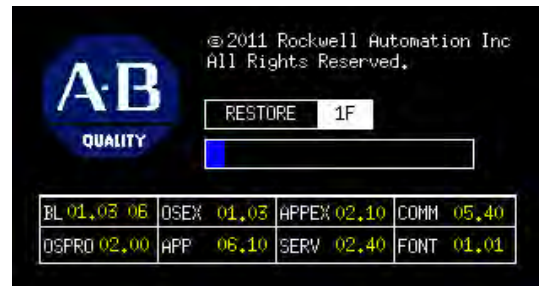 ©2011 Rockwell Automation Inc
All Rights Reserved.
A·B
QUALITY
RESTORE 1F
BL 01.03 06 OSEX 01.03 APPEX 02.10 COMM 05.40
OSPRO 02.00 APP 06.10 SERV 02.40 FONT 01.01